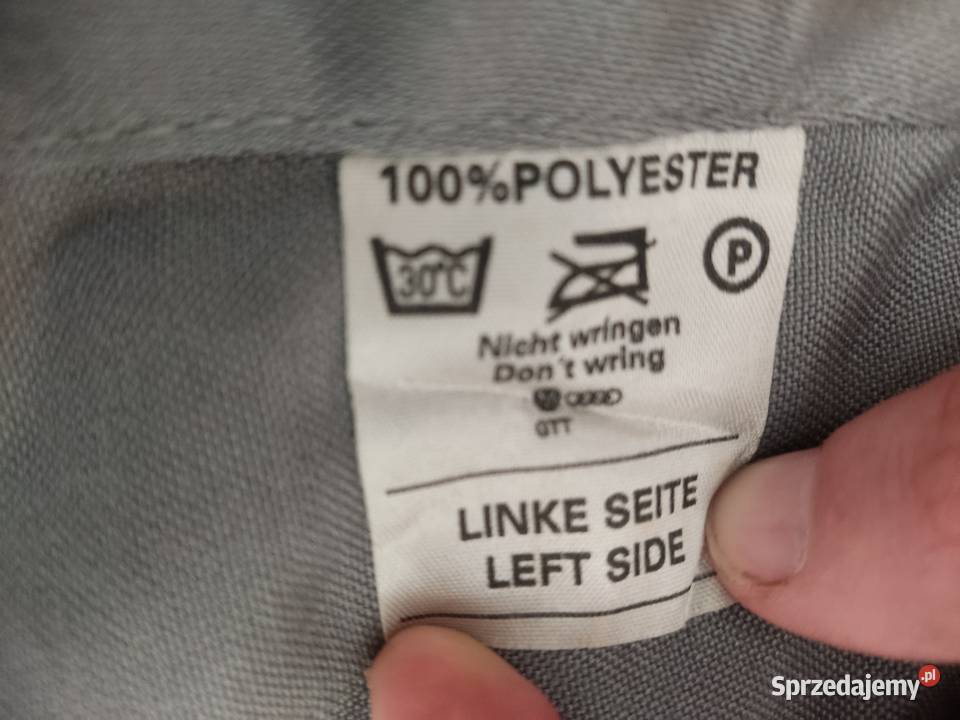 100%POLYESTER
30°C
P
Nicht wringen
Don´t wring
GTT
LINKE SEITE
LEFT SIDE
Sprzedajemy.pl